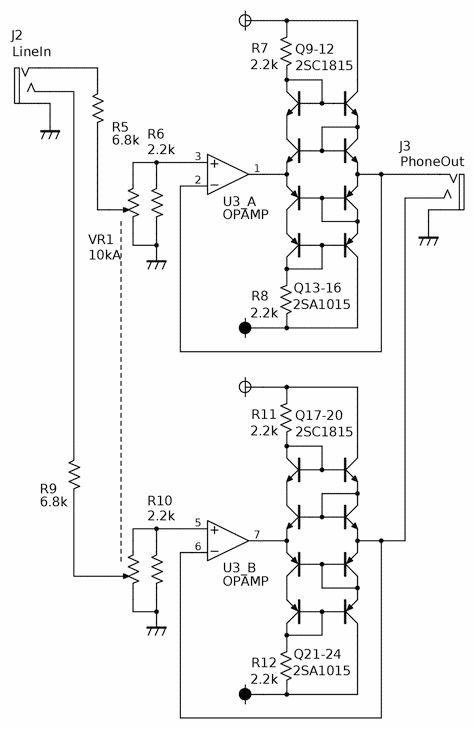 J2
LineIn
R5
6.8k
R6
2.2k
3
2
1
U3_A
OPAMP
VR1
10kA
R7
2.2k
Q9-12
2SC1815
R8
2.2k
Q13-16
2SA1015
J3
PhoneOut
R9
6.8k
R10
2.2k
5
6
7
U3_B
OPAMP
R11
2.2k
Q17-20
2SC1815
R12
2.2k
Q21-24
2SA1015